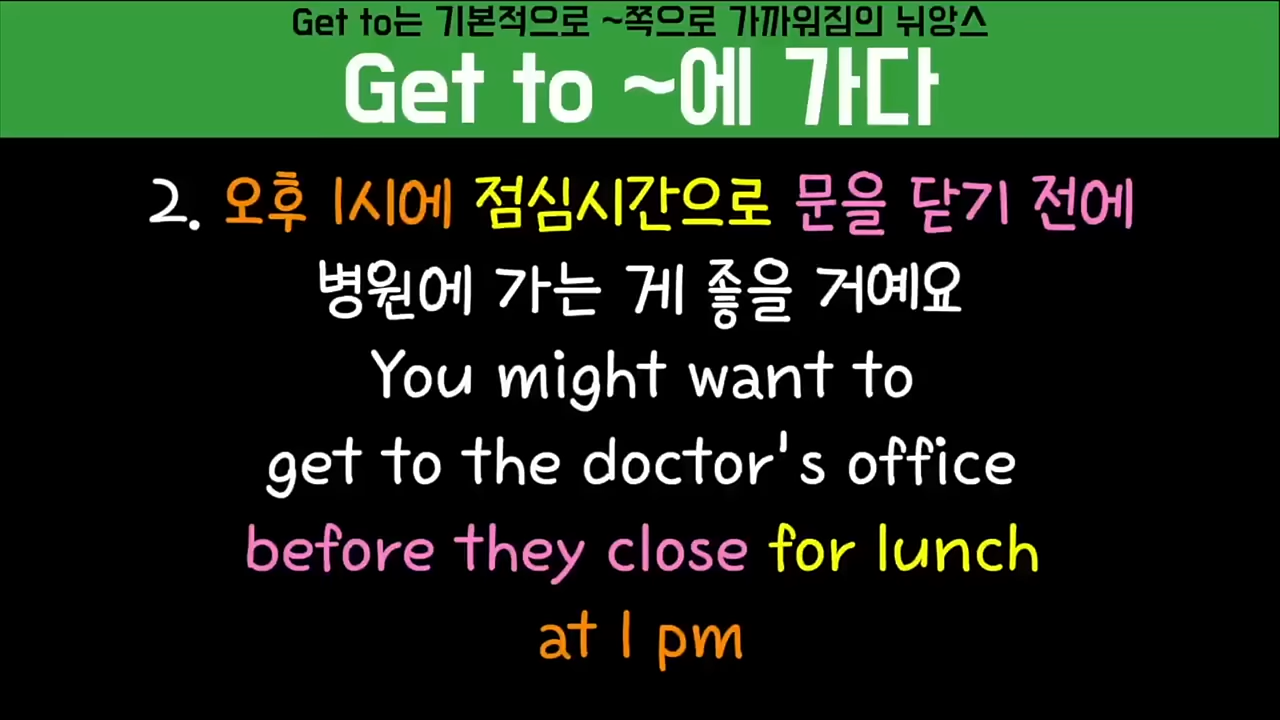 Get to는 기본적으로 ~쪽으로 가까워짐의 뉘앙스
Get to ~에 가다
2. 오후 1시에 점심시간으로 문을 닫기 전에
병원에 가는 게 좋을 거예요
You might want to
get to the doctor's office
before they close for lunch
at 1 pm